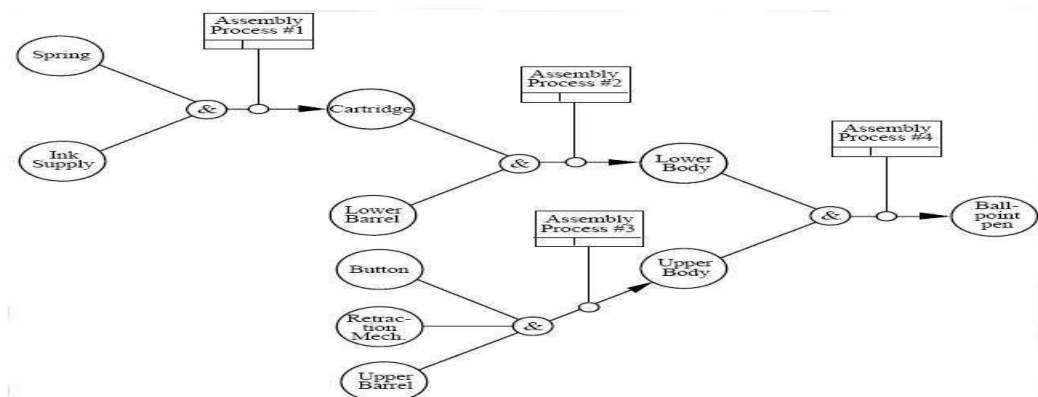 Assembly
Process #1
Spring
&
Cartridge
Ink
Supply
Assembly
Process #2
&
Lower
Body
Lower
Barrel
Assembly
Process #3
Assembly
Process #4
&
Ball-
point
pen
Button
Retrac-
tion
Mech.
&
Upper
Body
Upper
Barrel